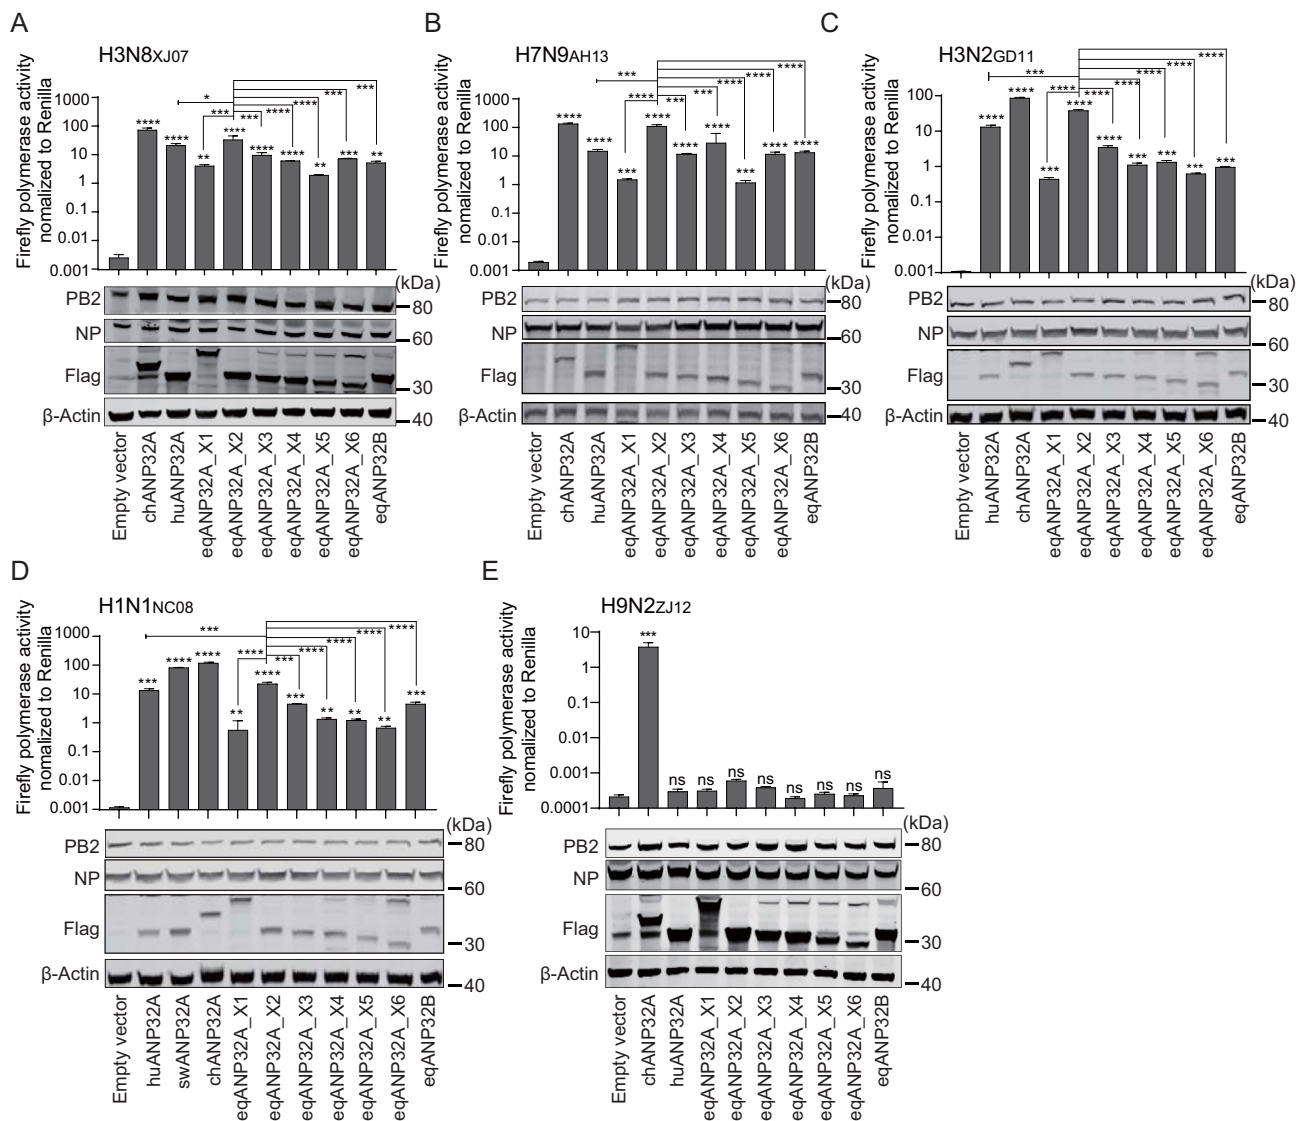 A
H3N8XJ07
Firefly polymerase activity
nomalized to Renilla
1000
100
10
1
0.1
0.01
0.001
* *** *** **** **** *** ***
**** **** ** **** **** **** ** *** **
(kDa)
PB2
80
NP
60
Flag
30
β-Actin
40
Empty vector
chANP32A
huANP32A
eqANP32A_X1
eqANP32A_X2
eqANP32A_X3
eqANP32A_X4
eqANP32A_X5
eqANP32A_X6
eqANP32B
B
H7N9AH13
Firefly polymerase activity
nomalized to Renilla
1000
100
10
1
0.1
0.01
0.001
*** **** *** *** **** **** ****
**** **** *** **** **** **** *** **** ****
PB2
80
NP
60
Flag
30
β-Actin
40
Empty vector
chANP32A
huANP32A
eqANP32A_X1
eqANP32A_X2
eqANP32A_X3
eqANP32A_X4
eqANP32A_X5
eqANP32A_X6
eqANP32B
C
H3N2GD11
Firefly polymerase activity
nomalized to Renilla
100
10
1
0.1
0.01
0.001
*** **** **** **** **** **** ****
**** **** *** **** **** *** *** *** ***
(kDa)
PB2
80
NP
60
Flag
30
β-Actin
40
Empty vector
huANP32A
chANP32A
eqANP32A_X1
eqANP32A_X2
eqANP32A_X3
eqANP32A_X4
eqANP32A_X5
eqANP32A_X6
eqANP32B
D
H1N1NC08
Firefly polymerase activity
nomalized to Renilla
1000
100
10
1
0.1
0.01
0.001
*** **** *** **** **** **** ****
*** **** **** ** **** *** ** ** ** ***
(kDa)
PB2
80
NP
60
Flag
30
β-Actin
40
Empty vector
huANP32A
swANP32A
chANP32A
eqANP32A_X1
eqANP32A_X2
eqANP32A_X3
eqANP32A_X4
eqANP32A_X5
eqANP32A_X6
eqANP32B
E
H9N2ZJ12
Firefly polymerase activity
nomalized to Renilla
10
1
0.1
0.01
0.0001
0.0001
*** ns ns ns ns ns ns ns ns
(kDa)
PB2
80
NP
60
Flag
30
β-Actin
40
Empty vector
chANP32A
huANP32A
eqANP32A_X1
eqANP32A_X2
eqANP32A_X3
eqANP32A_X4
eqANP32A_X5
eqANP32A_X6
eqANP32B